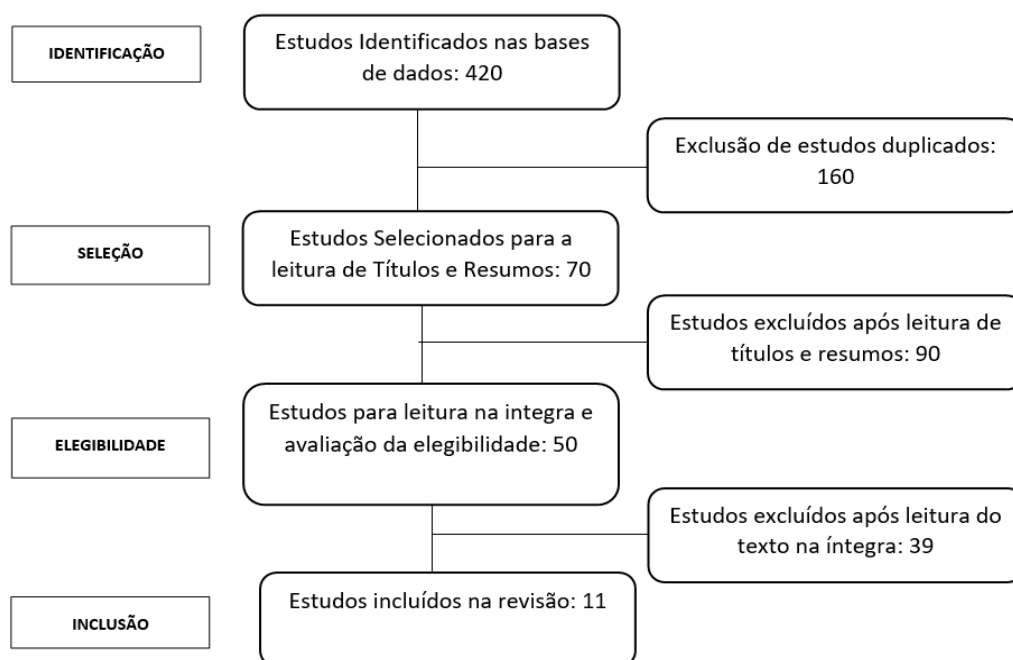 IDENTIFICAÇÃO
Estudos Identificados nas bases
de dados: 420
Exclusão de estudos duplicados:
160
SELEÇÃO
Estudos Selecionados para a
leitura de Títulos e Resumos: 70
Estudos excluídos após leitura de
títulos e resumos: 90
ELEGIBILIDADE
Estudos para leitura na integra e
avaliação da elegibilidade: 50
Estudos excluídos após leitura do
texto na íntegra: 39
INCLUSÃO
Estudos incluídos na revisão: 11